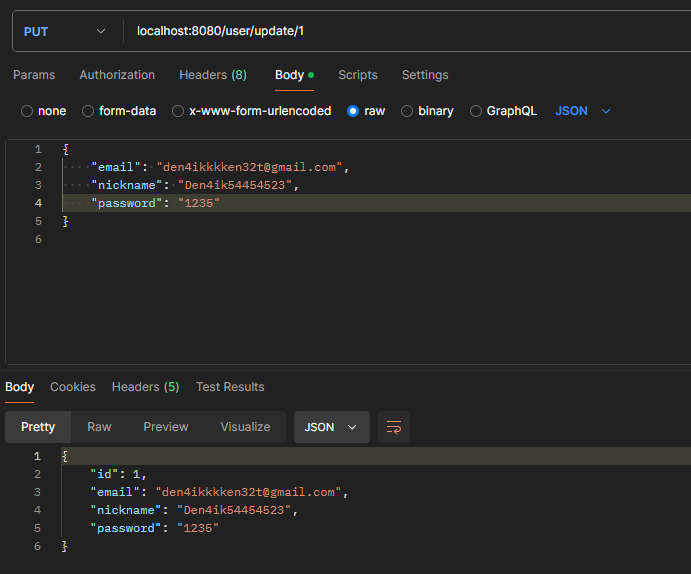 PUT localhost:8080/user/update/1
Params Authorization Headers (8) Body Scripts Settings
none form-data x-www-form-urlencoded raw binary GraphQL JSON
1 {
2 "email": "den4ikkkken32t@gmail.com",
3 "nickname": "Den4ik54454523",
4 "password": "1235"
5 }
6
Body Cookies Headers (5) Test Results
Pretty Raw Preview Visualize JSON
1 {
2 "id": 1,
3 "email": "den4ikkkken32t@gmail.com",
4 "nickname": "Den4ik54454523",
5 "password": "1235"
6 }